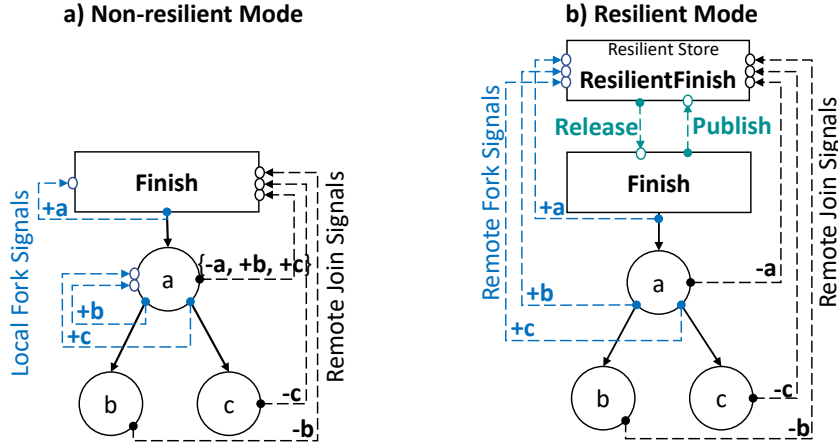 a) Non-resilient Mode
Finish
+a
a
{-a, +b, +c}
+b
+c
b
c
-c
-b
Local Fork Signals
Remote Join Signals
b) Resilient Mode
Resilient Store
ResilientFinish
Release
Publish
Finish
+a
a
-a
+b
+c
b
c
-c
-b
Remote Fork Signals
Remote Join Signals